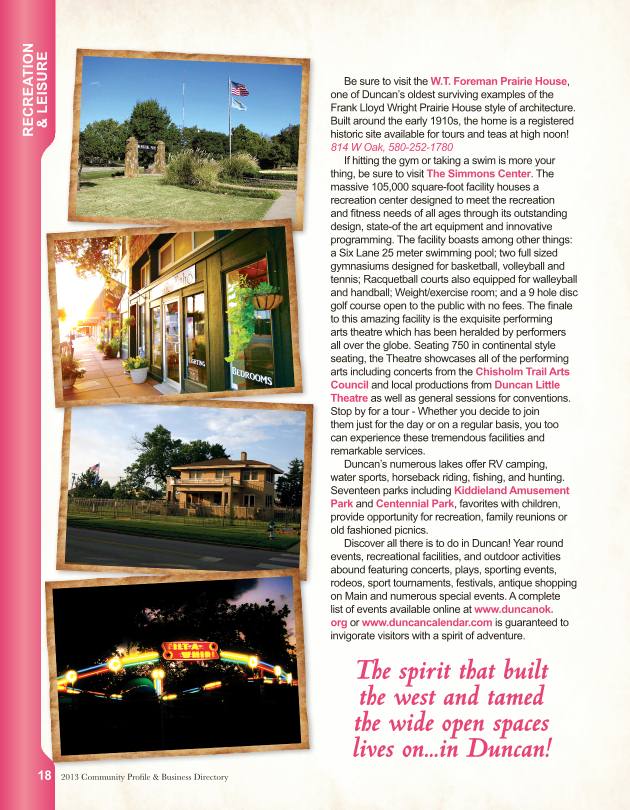 RECREATION
& LEISURE
BEDROOMS
TILT-A-
WHIRL
Be sure to visit the W.T. Foreman Prairie House,
one of Duncan's oldest surviving examples of the
Frank Lloyd Wright Prairie House style of architecture.
Built around the early 1910s, the home is a registered
historic site available for tours and teas at high noon!
814 W Oak, 580-252-1780
If hitting the gym or taking a swim is more your
thing, be sure to visit The Simmons Center. The
massive 105,000 square-foot facility houses a
recreation center designed to meet the recreation
and fitness needs of all ages through its outstanding
design, state-of the art equipment and innovative
programming. The facility boasts among other things:
a Six Lane 25 meter swimming pool; two full sized
gymnasiums designed for basketball, volleyball and
tennis; Racquetball courts also equipped for walleyball
and handball; Weight/exercise room; and a 9 hole disc
golf course open to the public with no fees. The finale
to this amazing facility is the exquisite performing
arts theatre which has been heralded by performers
all over the globe. Seating 750 in continental style
seating, the Theatre showcases all of the performing
arts including concerts from the Chisholm Trail Arts
Council and local productions from Duncan Little
Theatre as well as general sessions for conventions.
Stop by for a tour - Whether you decide to join
them just for the day or on a regular basis, you too
can experience these tremendous facilities and
remarkable services.
Duncan's numerous lakes offer RV camping,
water sports, horseback riding, fishing, and hunting.
Seventeen parks including Kiddieland Amusement
Park and Centennial Park, favorites with children,
provide opportunity for recreation, family reunions or
old fashioned picnics.
Discover all there is to do in Duncan! Year round
events, recreational facilities, and outdoor activities
abound featuring concerts, plays, sporting events,
rodeos, sport tournaments, festivals, antique shopping
on Main and numerous special events. A complete
list of events available online at www.duncanok.
org or www.duncancalendar.com is guaranteed to
invigorate visitors with a spirit of adventure.
The spirit that built
the west and tamed
the wide open spaces
lives on...in Duncan!
18 2013 Community Profile & Business Directory